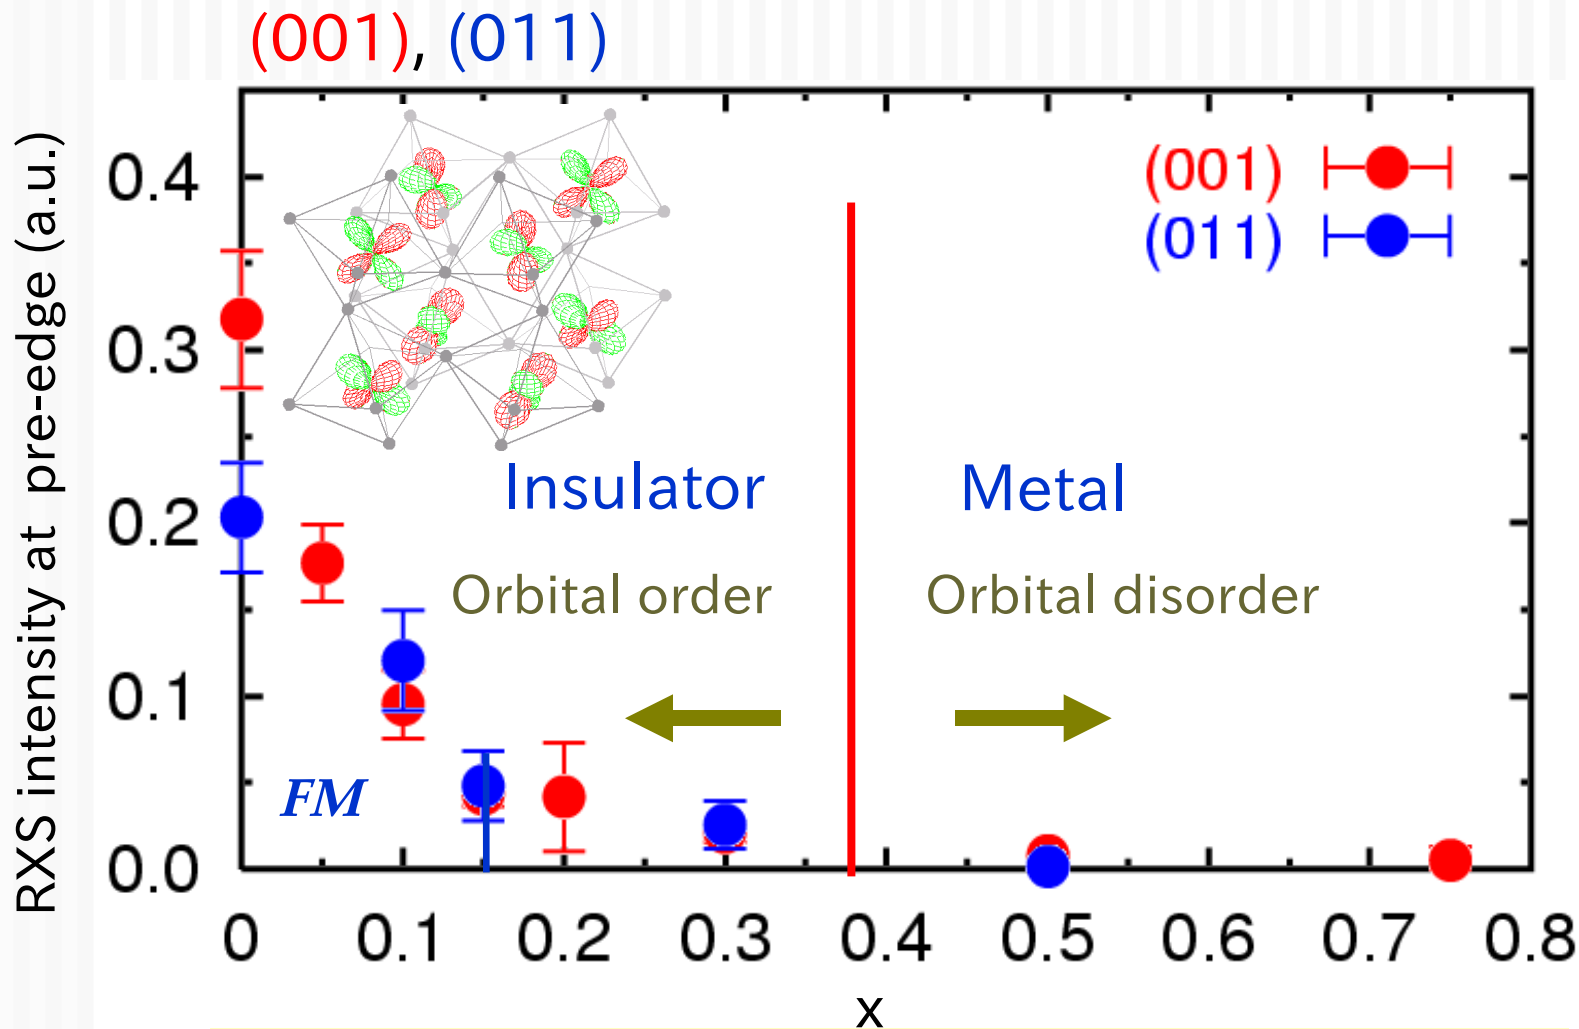 (001), (011)
RXS intensity at pre-edge (a.u.)
0.4
0.3
0.2
0.1
0.0
(001)
(011)
Insulator
Metal
Orbital order
Orbital disorder
FM
0 0.1 0.2 0.3 0.4 0.5 0.6 0.7 0.8
x